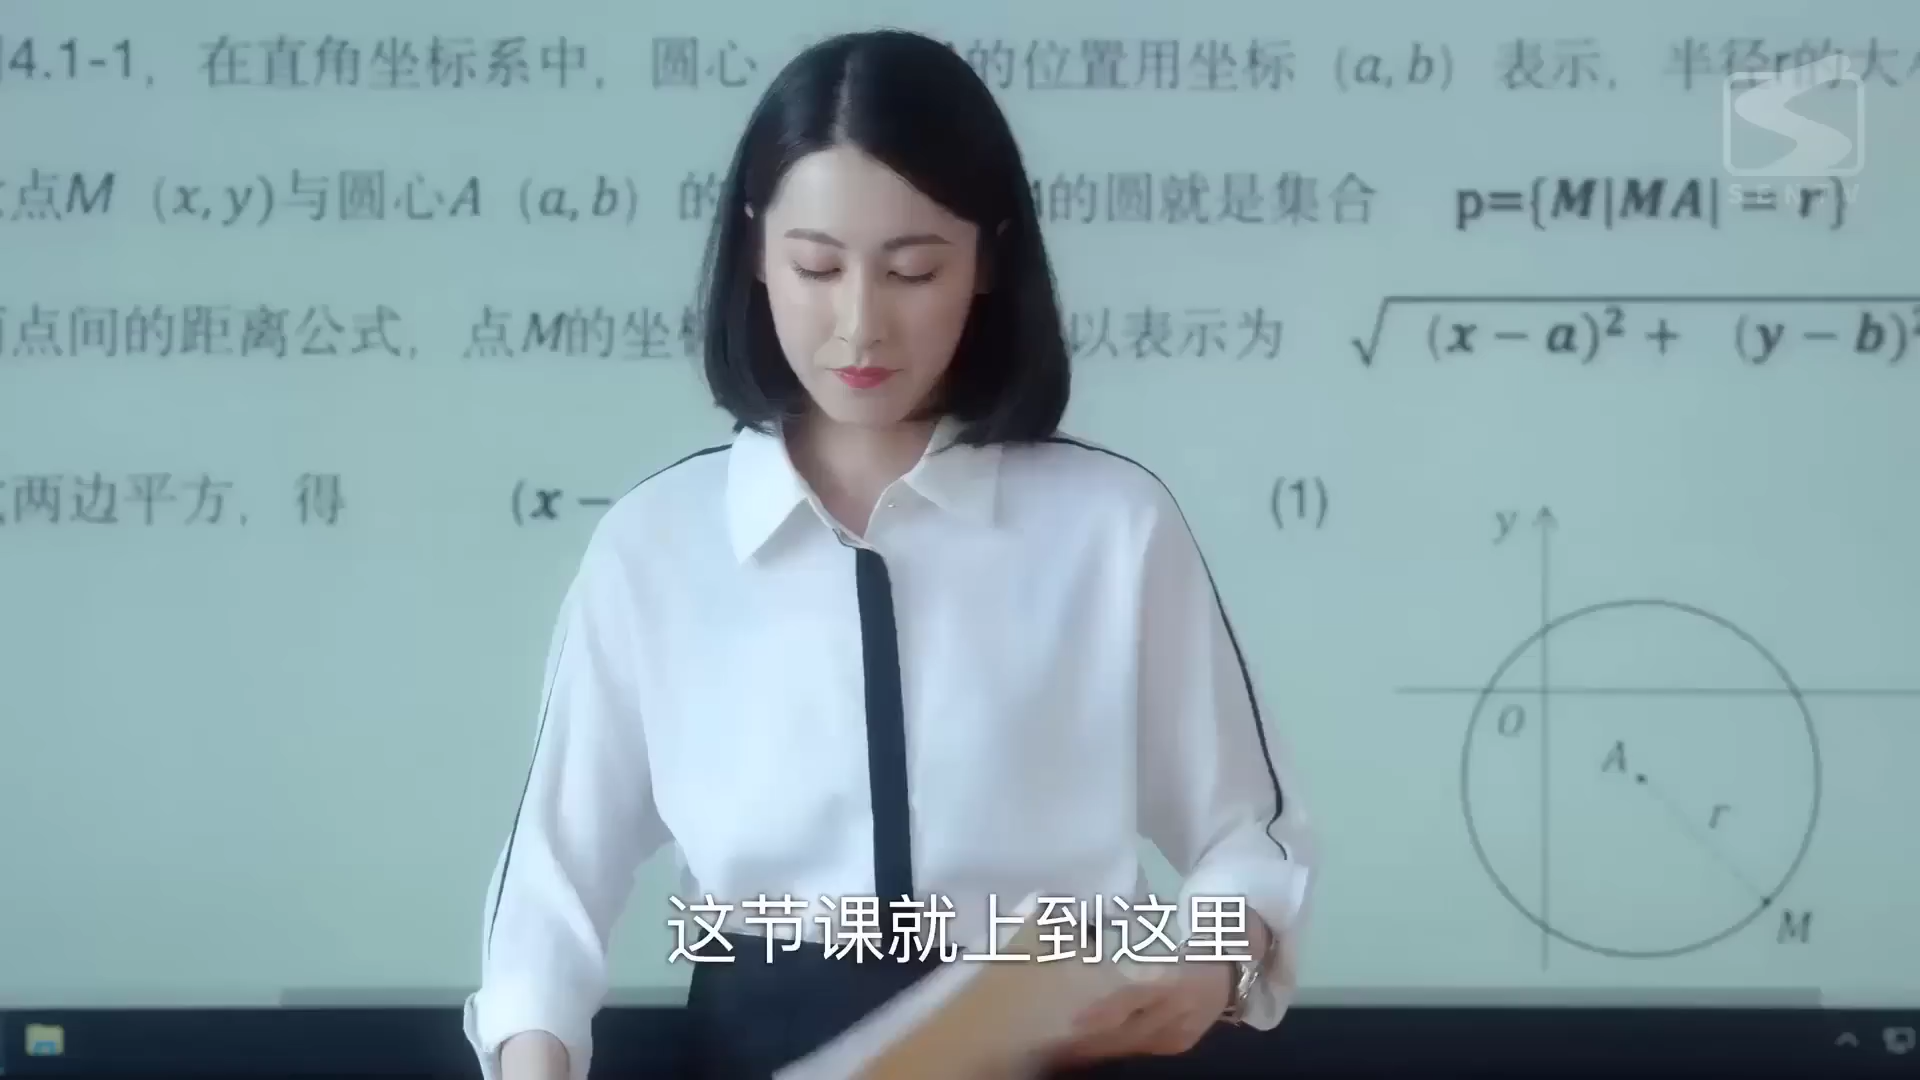 4.1-1，在直角坐标系中，圆心 的位置用坐标（a,b）表示，半径r的大
点M（x,y)与圆心A（a,b）的 的圆就是集合 p={M|MA|=r}
点间的距离公式，点M的坐 以表示为 √(x-a)²+（y-b)²
两边平方，得 (x- (1)
y
O
A
r
M
SENTV
这节课就上到这里